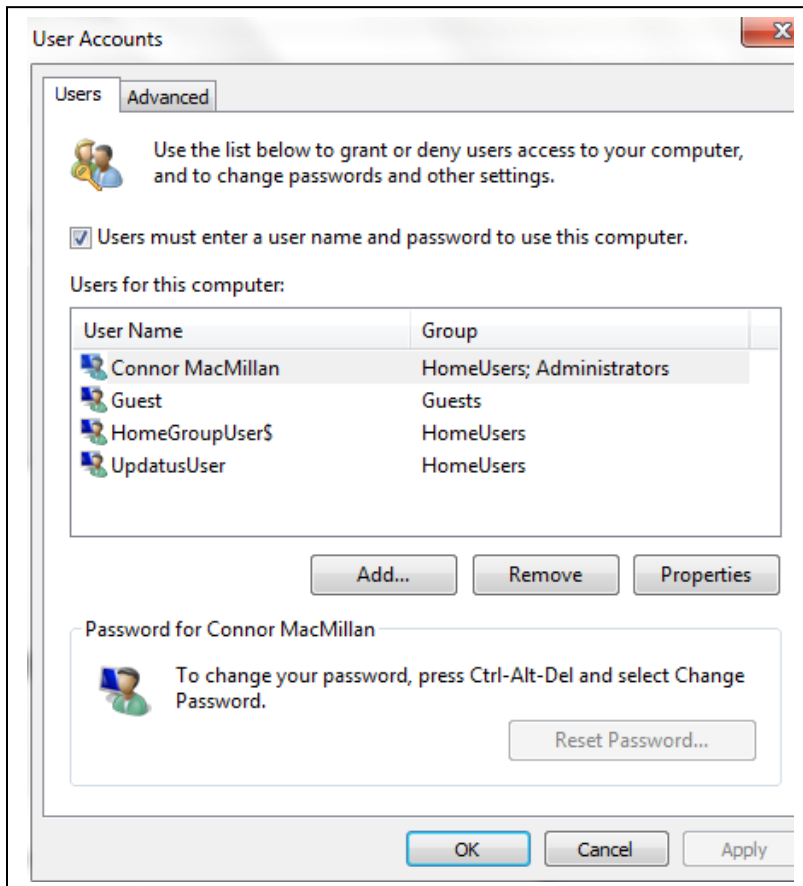 User Accounts
Users Advanced
Use the list below to grant or deny users access to your computer,
and to change passwords and other settings.
Users must enter a user name and password to use this computer.
Users for this computer:
User Name Group
Connor MacMillan HomeUsers; Administrators
Guest Guests
HomeGroupUser$ HomeUsers
UpdatusUser HomeUsers
Add... Remove Properties
Password for Connor MacMillan
To change your password, press Ctrl-Alt-Del and select Change
Password.
Reset Password...
OK Cancel Apply